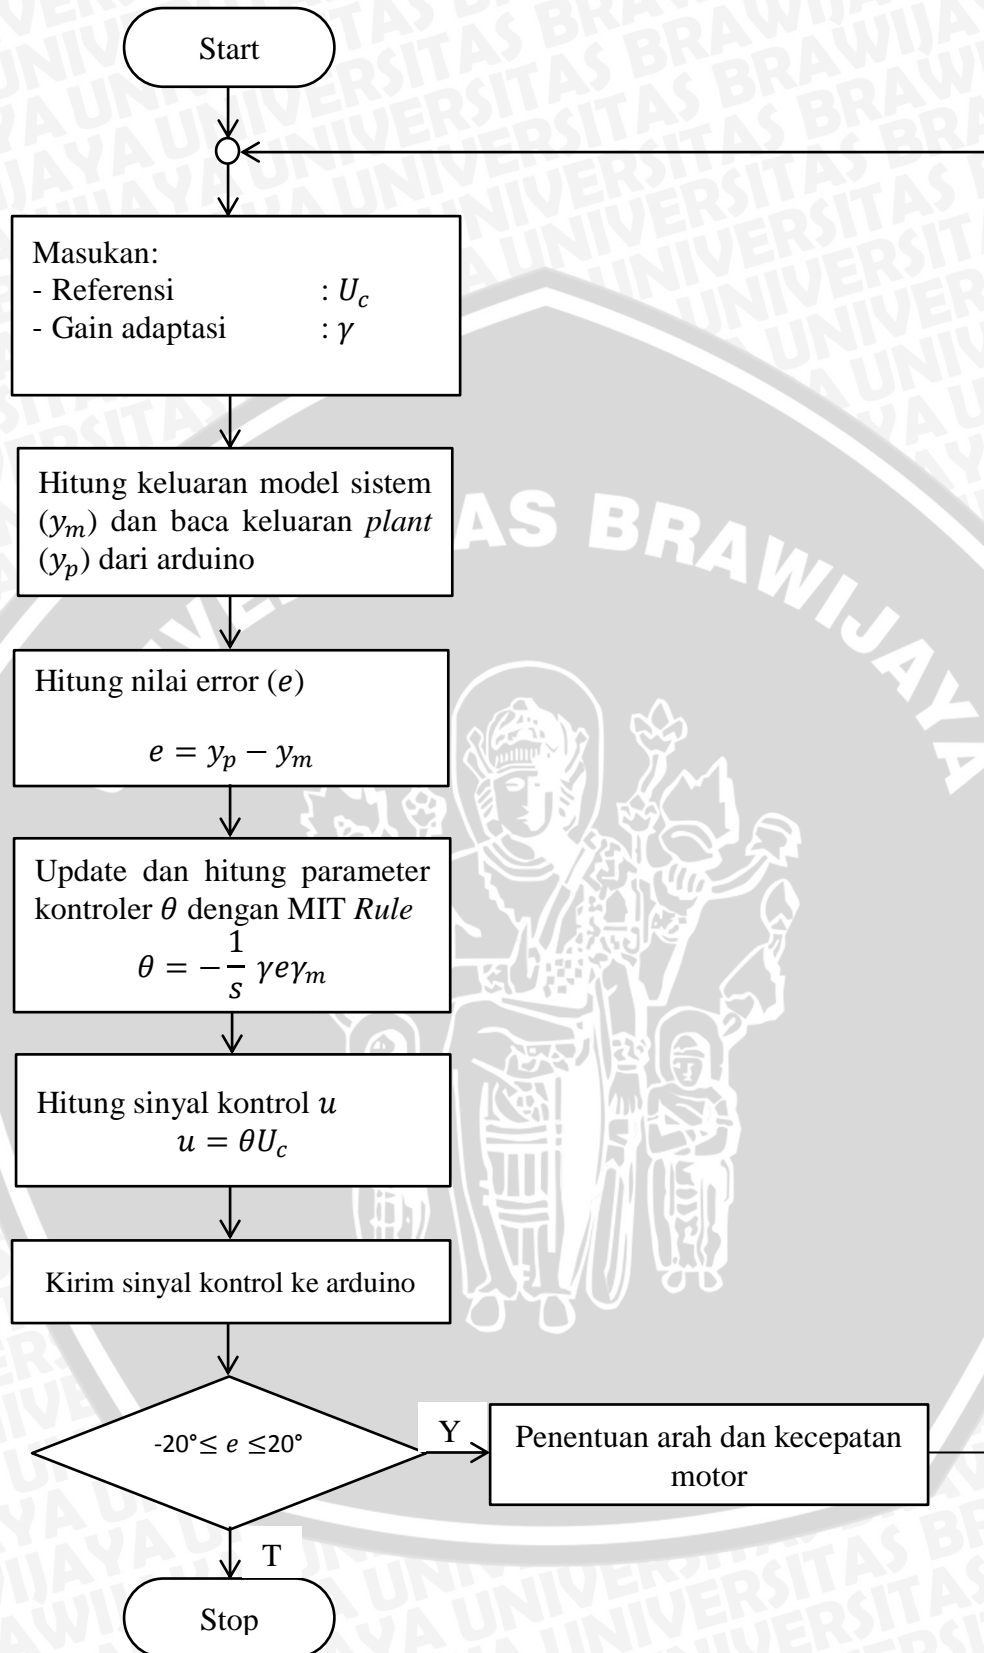 Start
Masukan:
- Referensi : U_c
- Gain adaptasi : γ
Hitung keluaran model sistem
(y_m) dan baca keluaran plant
(y_p) dari arduino
Hitung nilai error (e)
e = y_p − y_m
Update dan hitung parameter
kontroler θ dengan MIT Rule
θ = −1/s γeγ_m
Hitung sinyal kontrol u
u = θU_c
Kirim sinyal kontrol ke arduino
-20°≤ e ≤20°
Y
Penentuan arah dan kecepatan
motor
T
Stop
AS BRAWIJAYA